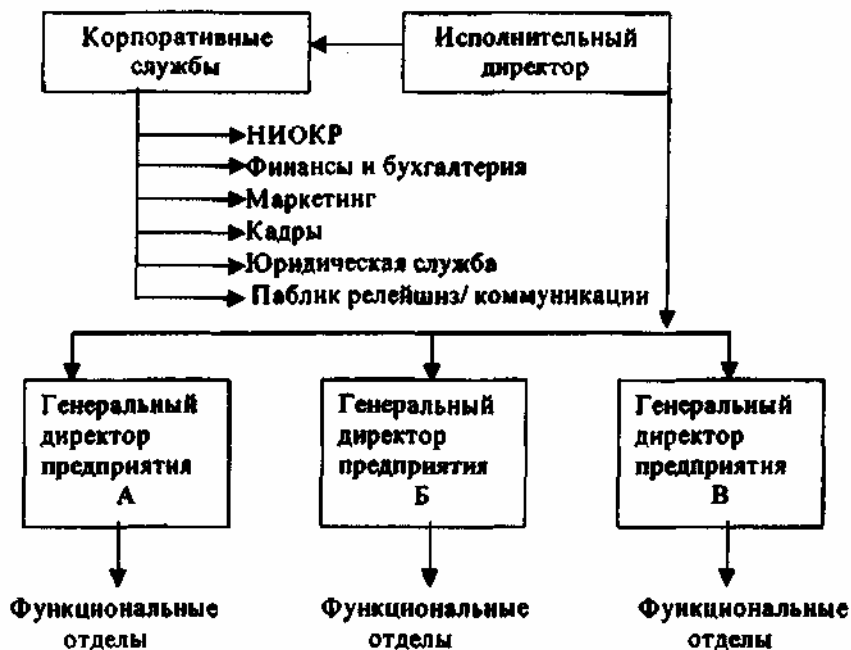 Корпоративные
службы
Исполнительный
директор
НИОКР
Финансы и бухгалтерия
Маркетинг
Кадры
Юридическая служба
Паблик релейшнз/ коммуникации
Генеральный
директор
предприятия
А
Генеральный
директор
предприятия
Б
Генеральный
директор
предприятия
В
Функциональные
отделы
Функциональные
отделы
Функциональные
отделы